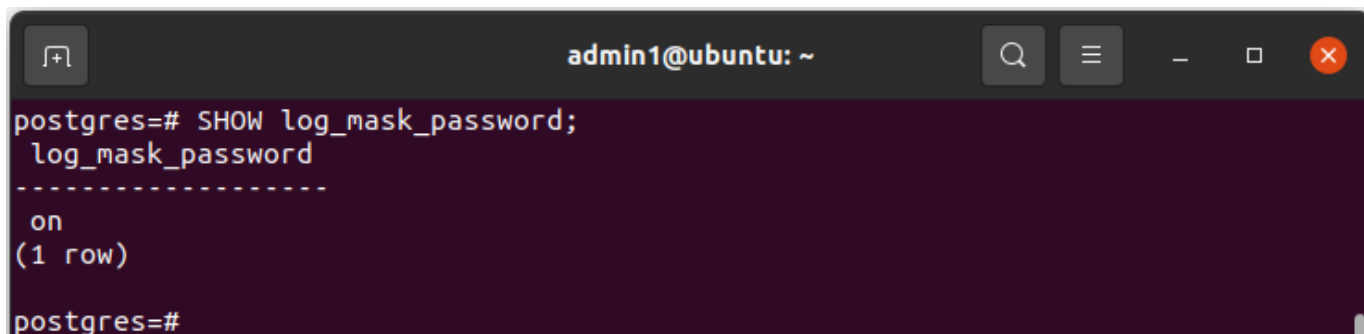 admin1@ubuntu: ~
postgres=# SHOW log_mask_password;
 log_mask_password
-------------------
 on
(1 row)

postgres=#